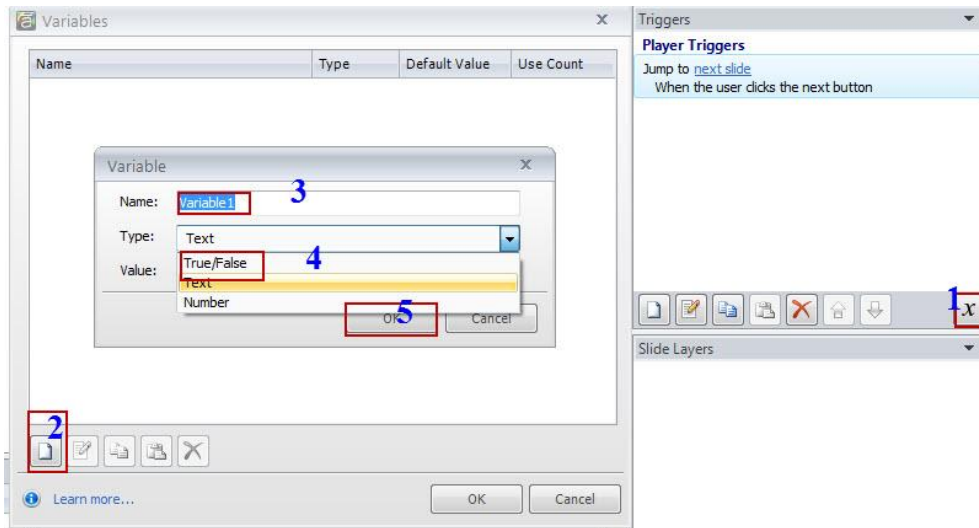 Variables
Name Type Default Value Use Count
Variable
Name: Variable1 3
Type: Text
True/False 4
Value: Text
Number
OK 5 Cancel
2
Learn more...
OK Cancel
Triggers
Player Triggers
Jump to next slide
When the user clicks the next button
1 x
Slide Layers